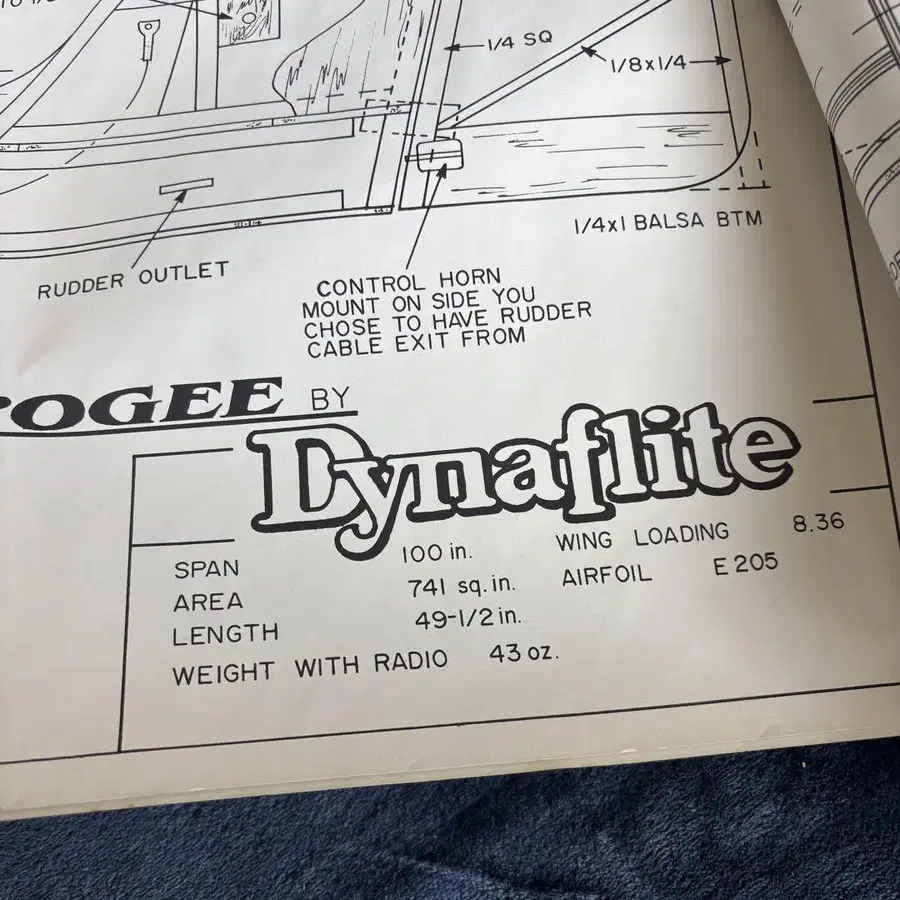 1/4 SQ
1/8x1/4
1/4x1 BALSA BTM
RUDDER OUTLET
CONTROL HORN
MOUNT ON SIDE YOU
CHOSE TO HAVE RUDDER
CABLE EXIT FROM
OGEE BY
Dynaflite
SPAN 100 in.
AREA 741 sq. in.
LENGTH 49-1/2 in.
WEIGHT WITH RADIO 43 oz.
WING LOADING 8.36
AIRFOIL E 205